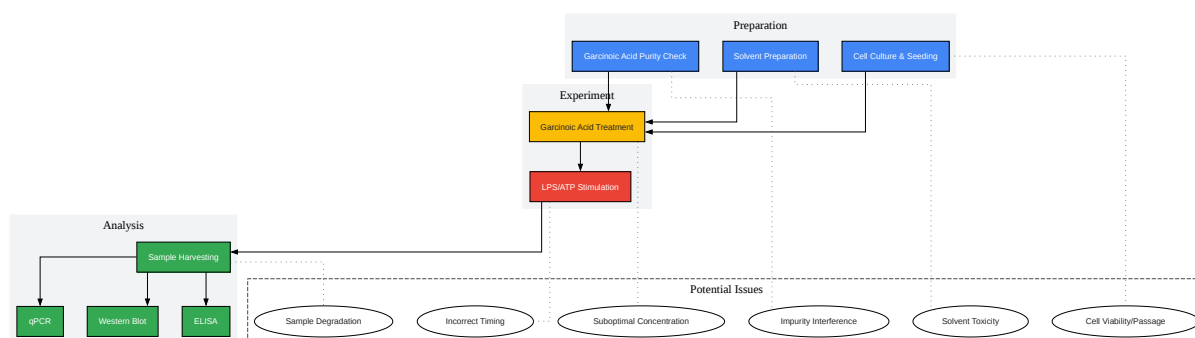 Preparation
Garcinoic Acid Purity Check
Solvent Preparation
Cell Culture & Seeding
Experiment
Garcinoic Acid Treatment
LPS/ATP Stimulation
Analysis
Sample Harvesting
qPCR
Western Blot
ELISA
Potential Issues
Sample Degradation
Incorrect Timing
Suboptimal Concentration
Impurity Interference
Solvent Toxicity
Cell Viability/Passage